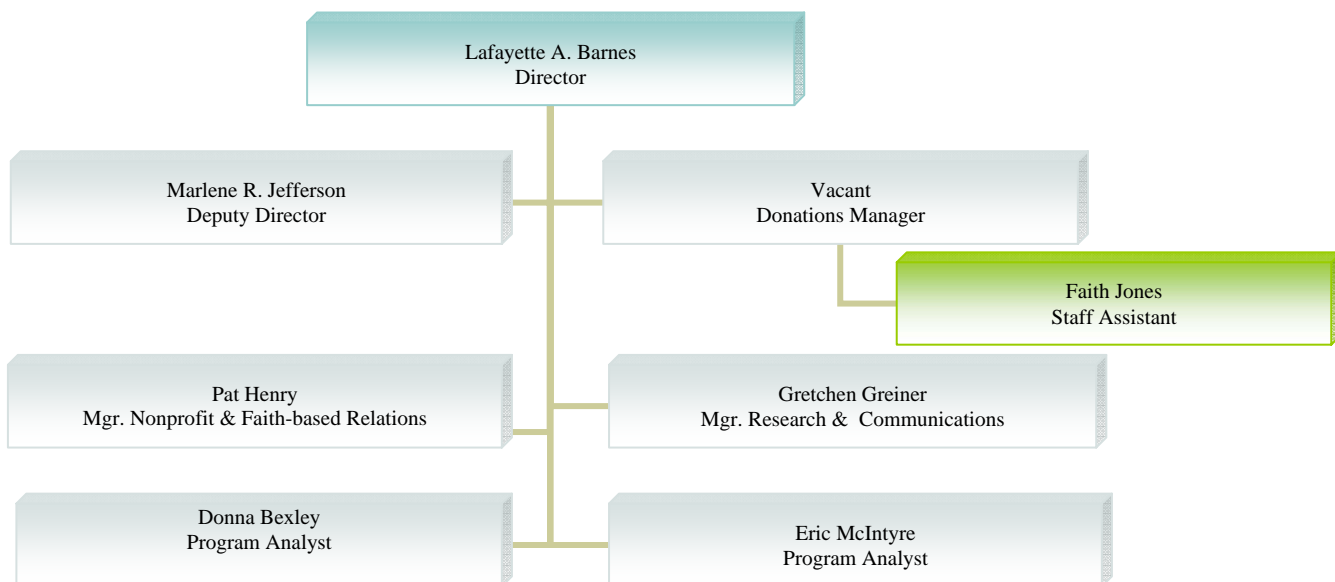 Lafayette A. Barnes
Director
Marlene R. Jefferson
Deputy Director
Vacant
Donations Manager
Faith Jones
Staff Assistant
Pat Henry
Mgr. Nonprofit & Faith-based Relations
Gretchen Greiner
Mgr. Research & Communications
Donna Bexley
Program Analyst
Eric McIntyre
Program Analyst